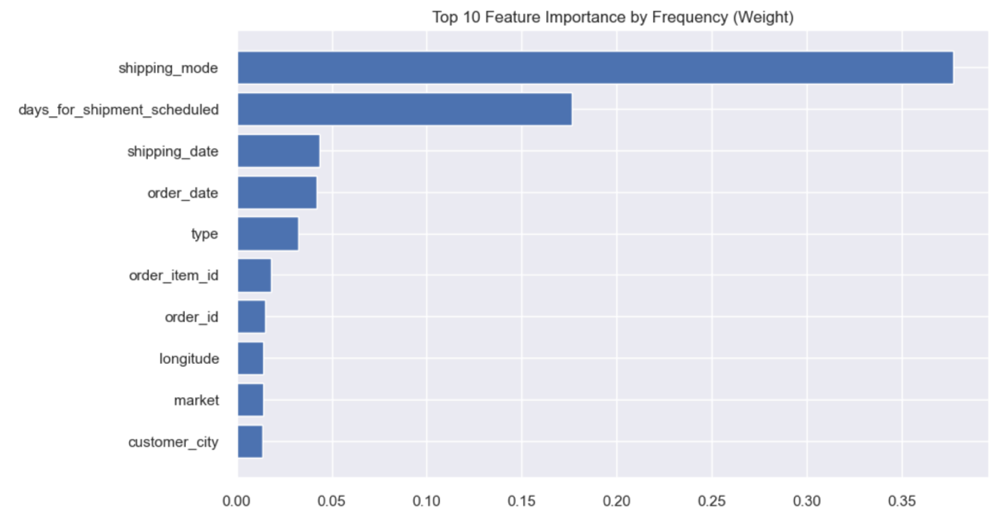 Top 10 Feature Importance by Frequency (Weight)
shipping_mode
days_for_shipment_scheduled
shipping_date
order_date
type
order_item_id
order_id
longitude
market
customer_city
0.00 0.05 0.10 0.15 0.20 0.25 0.30 0.35